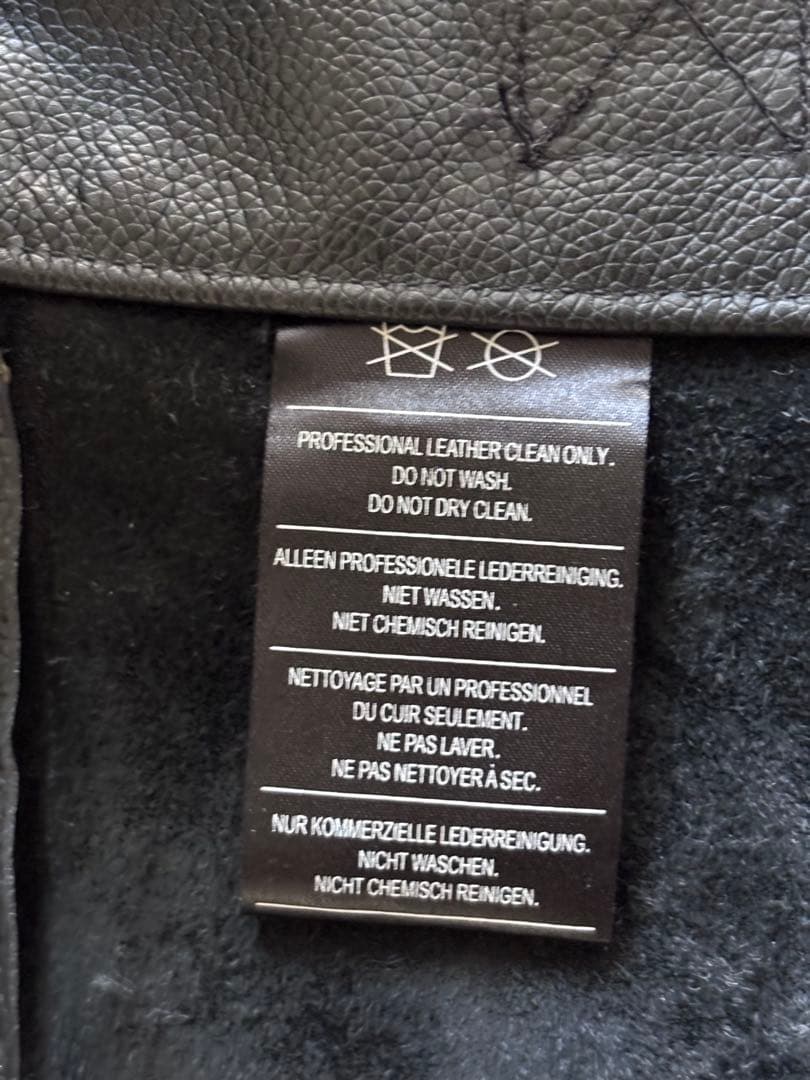 PROFESSIONAL LEATHER CLEAN ONLY.
DO NOT WASH.
DO NOT DRY CLEAN.
ALLEEN PROFESSIONELE LEDERREINIGING.
NIET WASSEN.
NIET CHEMISCH REINIGEN.
NETTOYAGE PAR UN PROFESSIONNEL
DU CUIR SEULEMENT.
NE PAS LAVER.
NE PAS NETTOYER À SEC.
NUR KOMMERZIELLE LEDERREINIGUNG.
NICHT WASCHEN.
NICHT CHEMISCH REINIGEN.